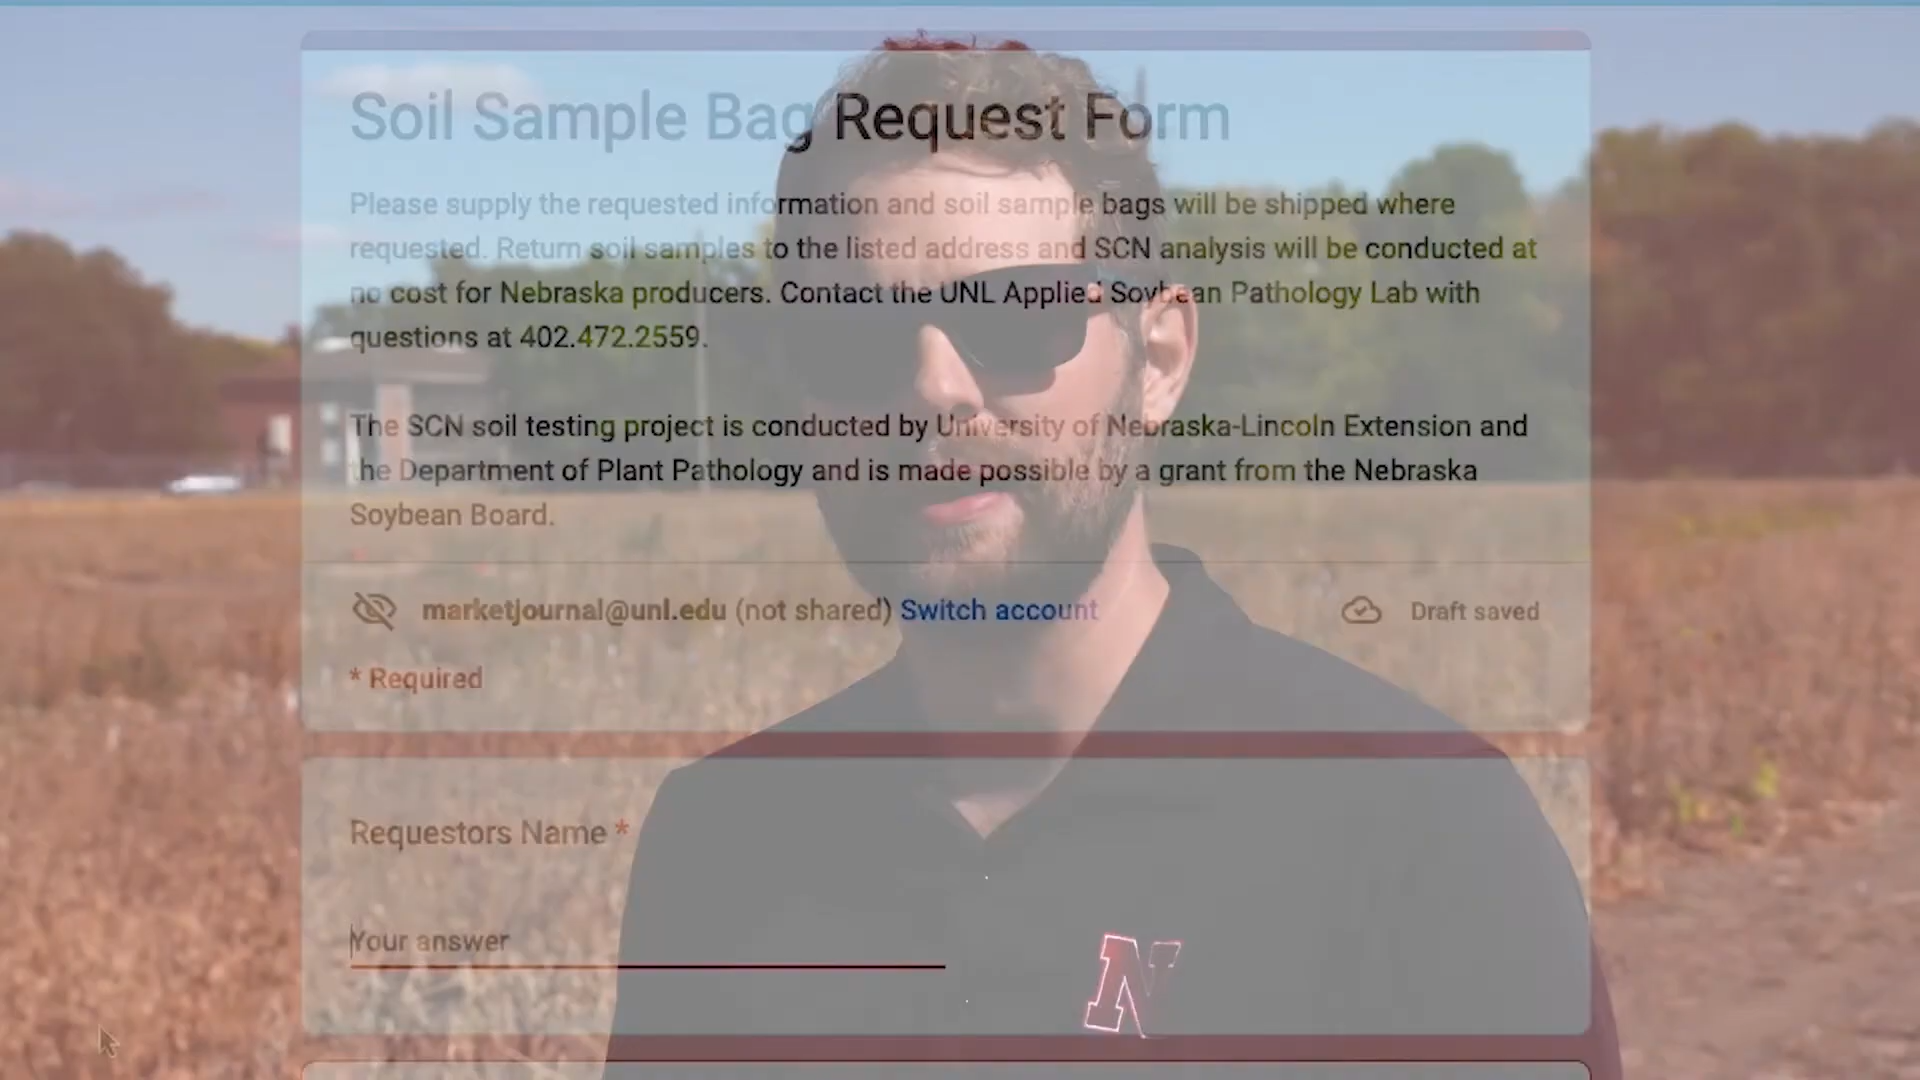 Soil Sample Bag Request Form
Please supply the requested information and soil sample bags will be shipped where
requested. Return soil samples to the listed address and SCN analysis will be conducted at
no cost for Nebraska producers. Contact the UNL Applied Soybean Pathology Lab with
questions at 402.472.2559.
The SCN soil testing project is conducted by University of Nebraska-Lincoln Extension and
the Department of Plant Pathology and is made possible by a grant from the Nebraska
Soybean Board.
marketjournal@unl.edu (not shared) Switch account Draft saved
* Required
Requestors Name *
Your answer
N